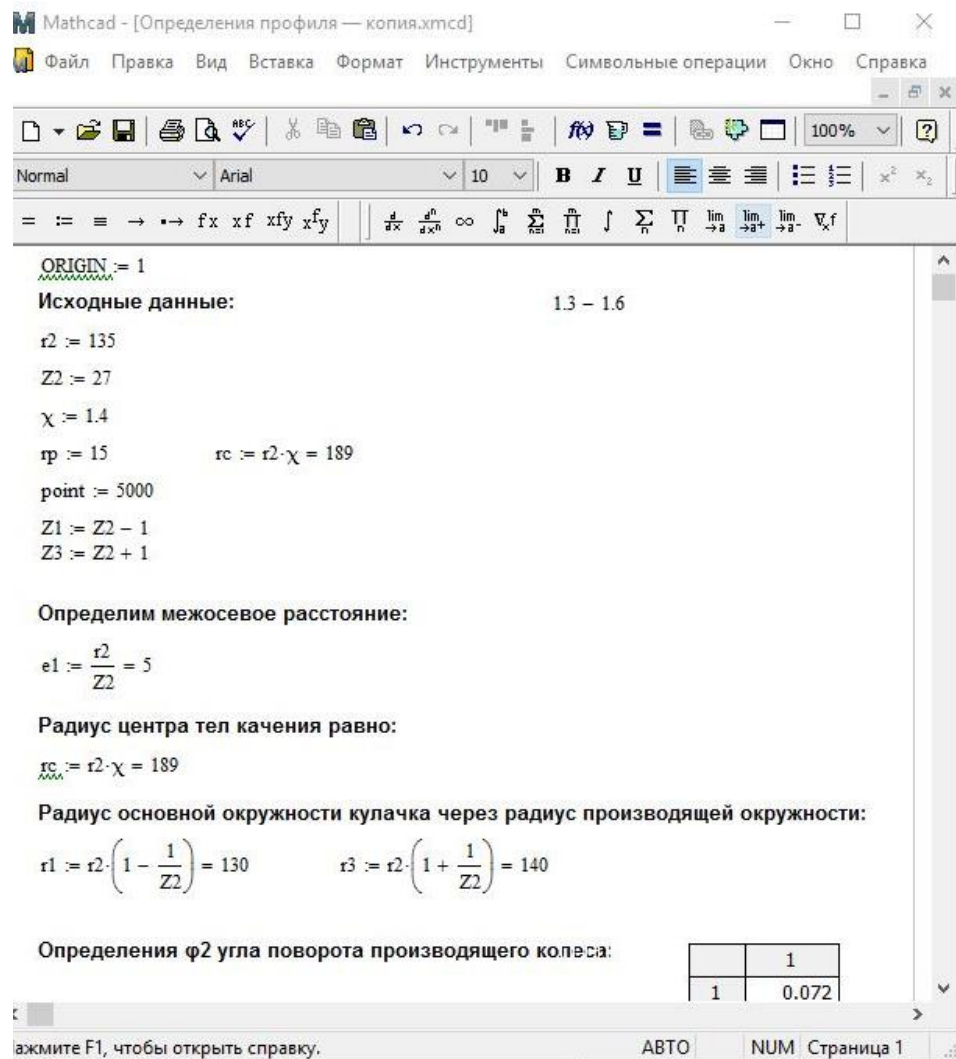 Mathcad - [Определения профиля — копия.xmcd]
Файл Правка Вид Вставка Формат Инструменты Символьные операции Окно Справка
100%
Normal Arial 10 B I U
= := ≡ → •→ fx xf xfy xfy
ORIGIN := 1
Исходные данные: 1.3 − 1.6
r2 := 135
Z2 := 27
χ := 1.4
rp := 15 rc := r2·χ = 189
point := 5000
Z1 := Z2 − 1
Z3 := Z2 + 1
Определим межосевое расстояние:
e1 := r2/Z2 = 5
Радиус центра тел качения равно:
rc := r2·χ = 189
Радиус основной окружности кулачка через радиус производящей окружности:
r1 := r2·(1 − 1/Z2) = 130 r3 := r2·(1 + 1/Z2) = 140
Определения φ2 угла поворота производящего колеса:
1
1 0.072
ажмите F1, чтобы открыть справку. АВТО NUM Страница 1